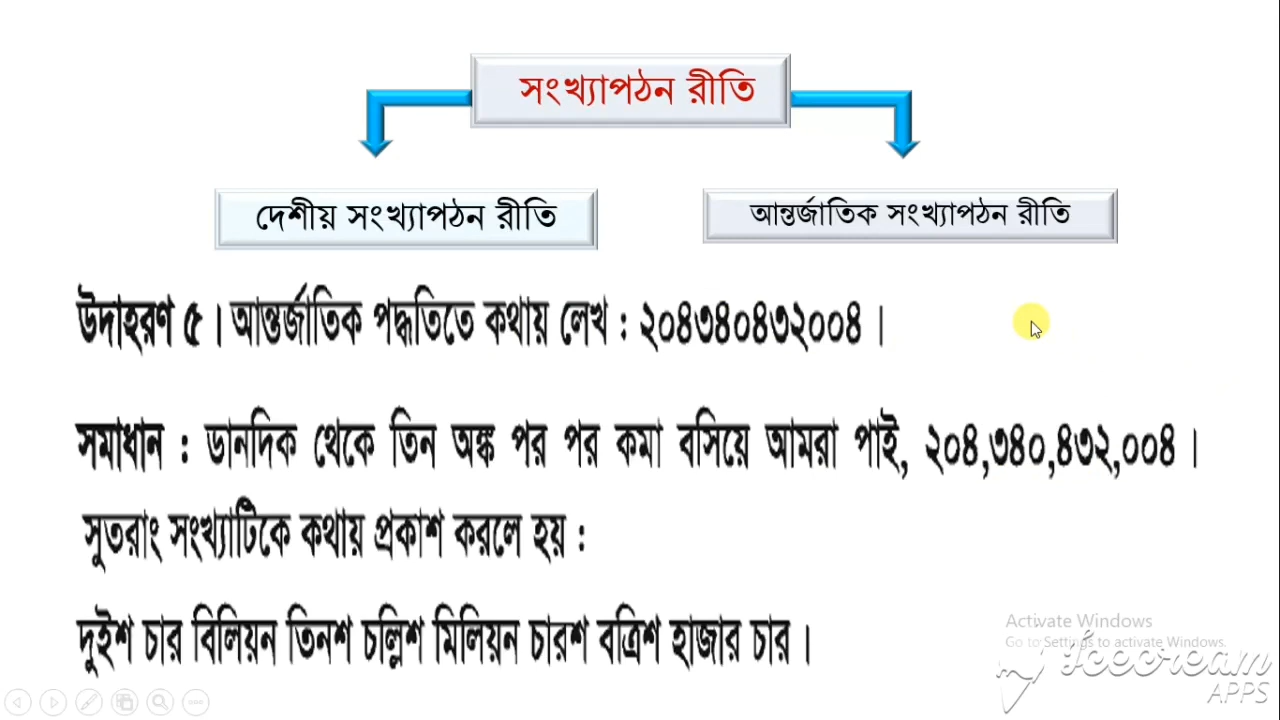 সংখ্যাপঠন রীতি
দেশীয় সংখ্যাপঠন রীতি
আন্তর্জাতিক সংখ্যাপঠন রীতি
উদাহরণ ৫। আন্তর্জাতিক পদ্ধতিতে কথায় লেখ : ২০৪৩৪০৪৩২০০৪।
সমাধান : ডানদিক থেকে তিন অঙ্ক পর পর কমা বসিয়ে আমরা পাই, ২০৪,৩৪০,৪৩২,০০৪।
সুতরাং সংখ্যাটিকে কথায় প্রকাশ করলে হয় :
দুইশ চার বিলিয়ন তিনশ চল্লিশ মিলিয়ন চারশ বত্রিশ হাজার চার।
Activate Windows
Go to Settings to activate Windows.
Icecream
APPS